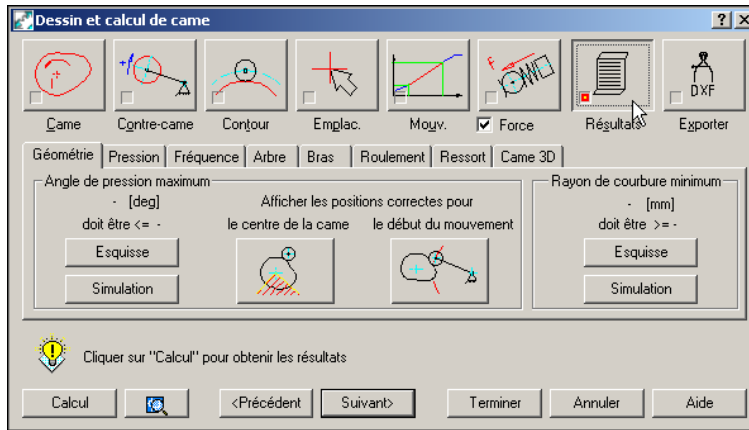 Dessin et calcul de came
+f
F
DXF
Came Contre-came Contour Emplac. Mouv. Force Résultats Exporter
Géométrie Pression Fréquence Arbre Bras Roulement Ressort Came 3D
Angle de pression maximum
Rayon de courbure minimum
- [deg] Afficher les positions correctes pour - [mm]
doit être <= - le centre de la came le début du mouvement doit être >= -
Esquisse Esquisse
Simulation Simulation
Cliquer sur "Calcul" pour obtenir les résultats
Calcul <Précédent Suivant> Terminer Annuler Aide